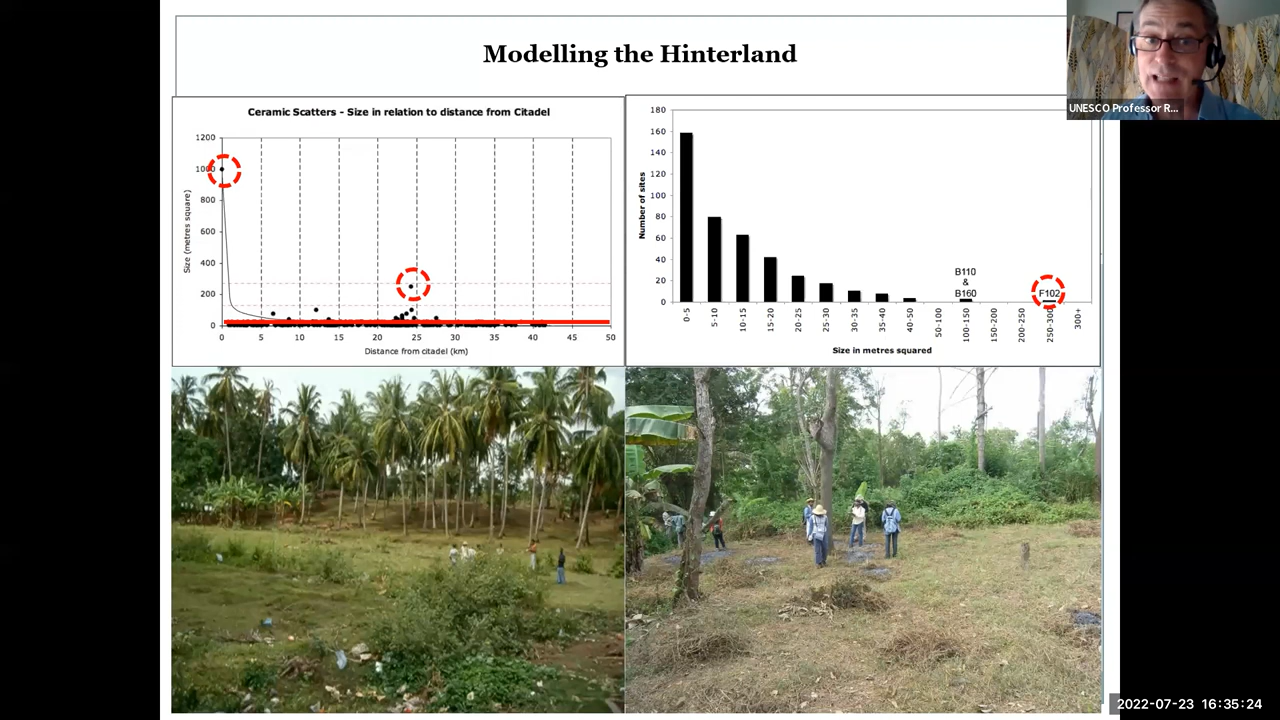 Modelling the Hinterland
UNESCO Professor R...
Ceramic Scatters - Size in relation to distance from Citadel
Size (metres square)
1200
1000
800
600
400
200
0
0 5 10 15 20 25 30 35 40 45 50
Distance from citadel (km)
Number of sites
180
160
140
120
100
80
60
40
20
0
B110
&
B160
F102
0-5 5-10 10-15 15-20 20-25 25-30 30-35 35-40 40-50 50-100 100-150 150-200 200-250 250-300 300+
Size in metres squared
2022-07-23 16:35:24